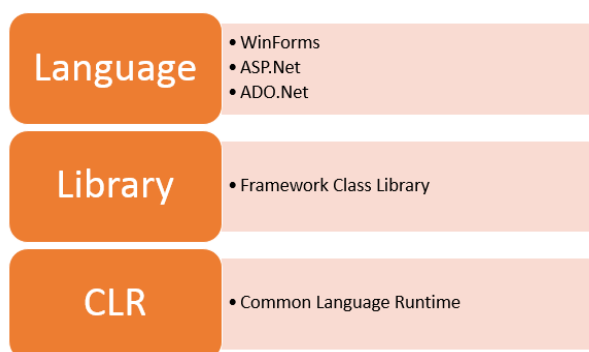 Language
• WinForms
• ASP.Net
• ADO.Net
Library
• Framework Class Library
CLR
• Common Language Runtime